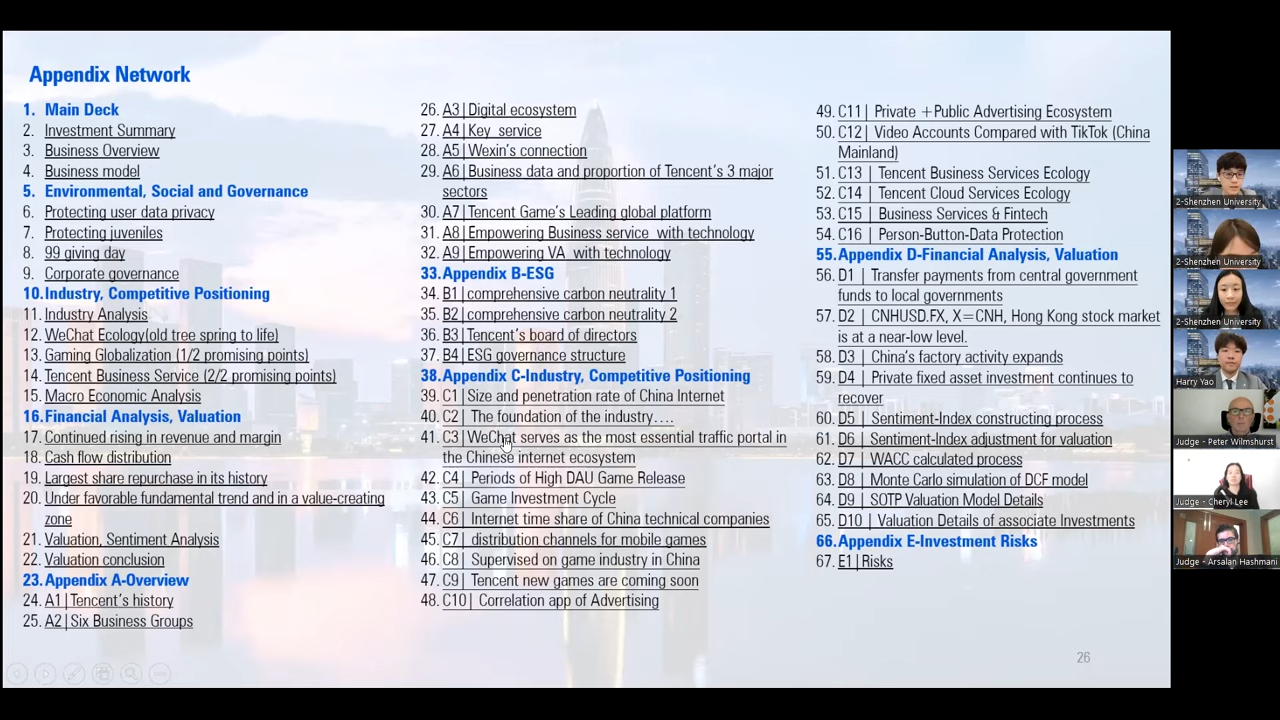 Appendix Network
1. Main Deck
2. Investment Summary
3. Business Overview
4. Business model
5. Environmental, Social and Governance
6. Protecting user data privacy
7. Protecting juveniles
8. 99 giving day
9. Corporate governance
10. Industry, Competitive Positioning
11. Industry Analysis
12. WeChat Ecology(old tree spring to life)
13. Gaming Globalization (1/2 promising points)
14. Tencent Business Service (2/2 promising points)
15. Macro Economic Analysis
16. Financial Analysis, Valuation
17. Continued rising in revenue and margin
18. Cash flow distribution
19. Largest share repurchase in its history
20. Under favorable fundamental trend and in a value-creating
zone
21. Valuation, Sentiment Analysis
22. Valuation conclusion
23. Appendix A-Overview
24. A1|Tencent's history
25. A2|Six Business Groups
26. A3|Digital ecosystem
27. A4|Key service
28. A5|Wexin's connection
29. A6|Business data and proportion of Tencent's 3 major
sectors
30. A7|Tencent Game's Leading global platform
31. A8|Empowering Business service with technology
32. A9|Empowering VA with technology
33. Appendix B-ESG
34. B1|comprehensive carbon neutrality 1
35. B2|comprehensive carbon neutrality 2
36. B3|Tencent's board of directors
37. B4|ESG governance structure
38. Appendix C-Industry, Competitive Positioning
39. C1| Size and penetration rate of China Internet
40. C2| The foundation of the industry....
41. C3| WeChat serves as the most essential traffic portal in
the Chinese internet ecosystem
42. C4| Periods of High DAU Game Release
43. C5| Game Investment Cycle
44. C6| Internet time share of China technical companies
45. C7| distribution channels for mobile games
46. C8| Supervised on game industry in China
47. C9| Tencent new games are coming soon
48. C10| Correlation app of Advertising
49. C11| Private +Public Advertising Ecosystem
50. C12| Video Accounts Compared with TikTok (China
Mainland)
51. C13 | Tencent Business Services Ecology
52. C14 | Tencent Cloud Services Ecology
53. C15 | Business Services & Fintech
54. C16 | Person-Button-Data Protection
55. Appendix D-Financial Analysis, Valuation
56. D1 | Transfer payments from central government
funds to local governments
57. D2 | CNHUSD.FX, X=CNH, Hong Kong stock market
is at a near-low level.
58. D3 | China's factory activity expands
59. D4 | Private fixed asset investment continues to
recover
60. D5 | Sentiment-Index constructing process
61. D6 | Sentiment-Index adjustment for valuation
62. D7 | WACC calculated process
63. D8 | Monte Carlo simulation of DCF model
64. D9 | SOTP Valuation Model Details
65. D10 | Valuation Details of associate Investments
66. Appendix E-Investment Risks
67. E1|Risks
26
2-Shenzhen University
2-Shenzhen University
2-Shenzhen University
Harry Yao
Judge - Peter Wilmshurst
Judge - Cheryl Lee
Judge - Arsalan Hashmani